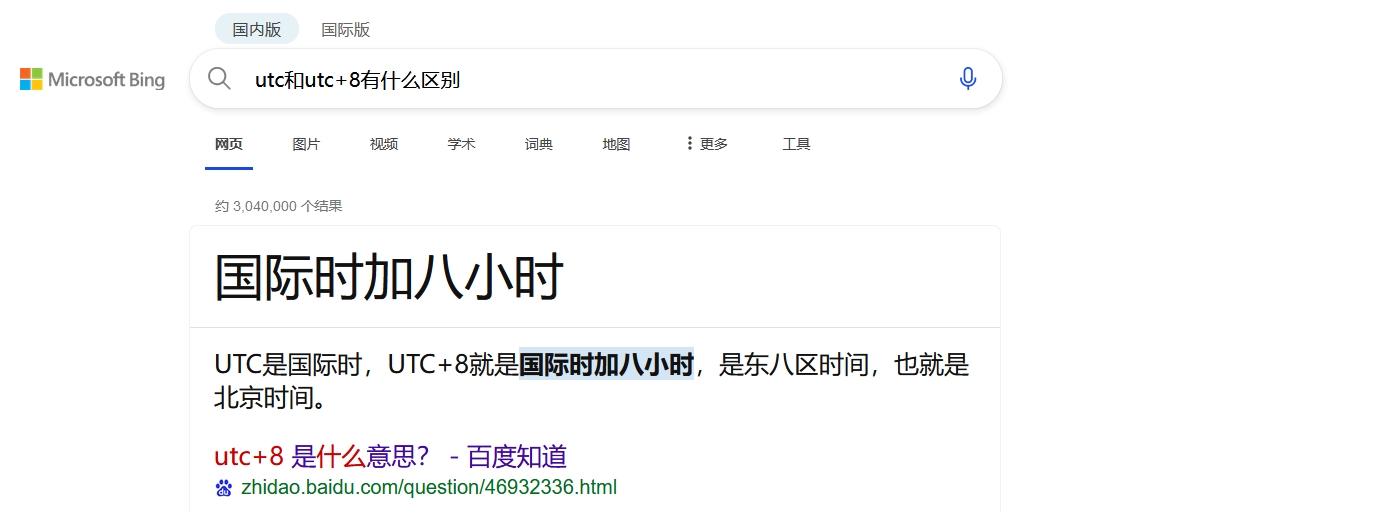 国内版 国际版
Microsoft Bing
utc和utc+8有什么区别
网页 图片 视频 学术 词典 地图 更多 工具
约 3,040,000 个结果
国际时加八小时
UTC是国际时，UTC+8就是国际时加八小时，是东八区时间，也就是
北京时间。
utc+8 是什么意思？ - 百度知道
zhidao.baidu.com/question/46932336.html